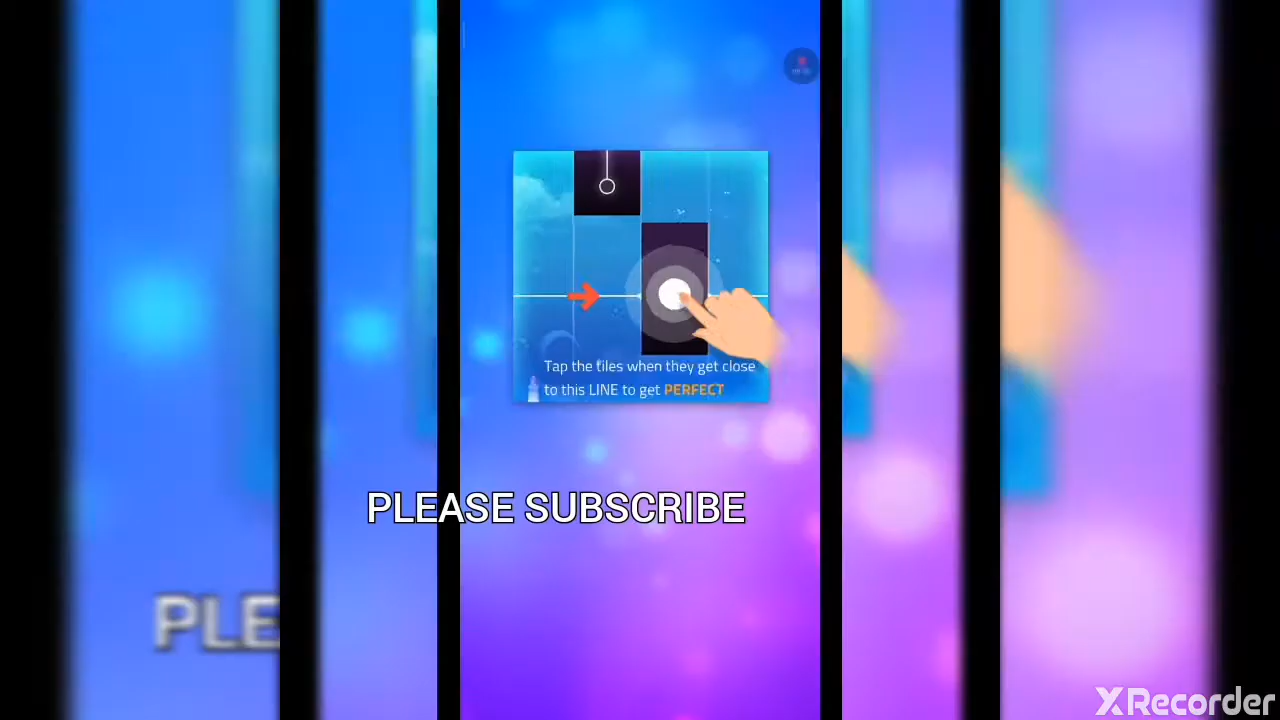 Tap the tiles when they get close
to this LINE to get PERFECT
PLEASE SUBSCRIBE
PLE
XRecorder